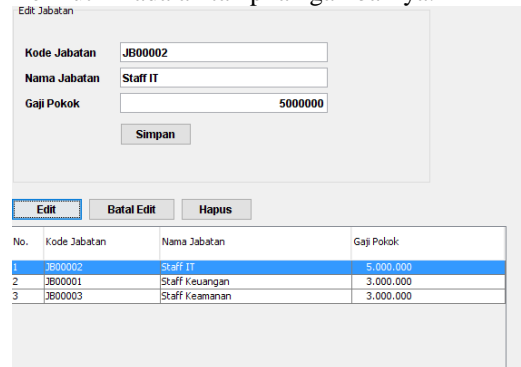 Edit Jabatan
Kode Jabatan JB00002
Nama Jabatan Staff IT
Gaji Pokok 5000000
Simpan
Edit Batal Edit Hapus
No. Kode Jabatan Nama Jabatan Gaji Pokok
1 JB00002 Staff IT 5.000.000
2 JB00001 Staff Keuangan 3.000.000
3 JB00003 Staff Keamanan 3.000.000